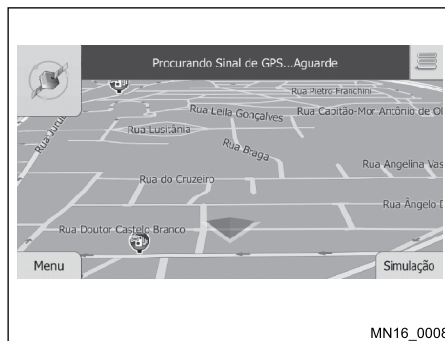 Procurando Sinal de GPS...Aguarde
Rua Pietro Franchini
Rua Leila Gonçalves
Rua Capitão-Mor Antônio de Ol
Rua Lusitânia
Rua Juru
Rua Braga
Rua Angelina Vas
Rua do Cruzeiro
Rua Ângelo D
Rua Doutor Castelo Branco
Menu
Simulação
MN16_0008